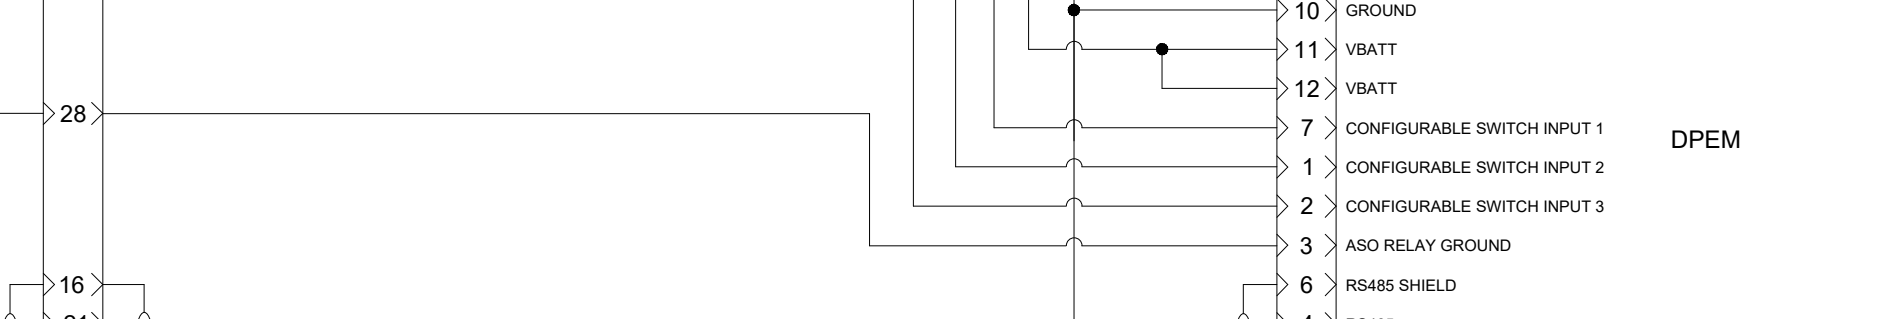 10 GROUND
11 VBATT
12 VBATT
28
7 CONFIGURABLE SWITCH INPUT 1
DPEM
1 CONFIGURABLE SWITCH INPUT 2
2 CONFIGURABLE SWITCH INPUT 3
3 ASO RELAY GROUND
16
6 RS485 SHIELD